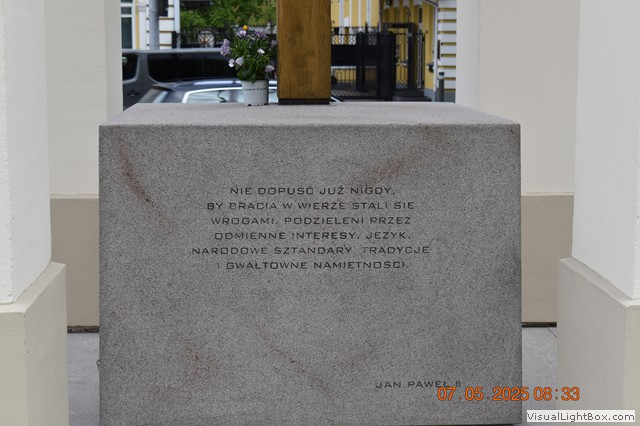 NIE DOPUSĆ JUŻ NIGDY,
BY BRACIA W WIERZE STALI SIĘ
WROGAMI, PODZIELENI PRZEZ
ODMIENNE INTERESY, JĘZYK,
NARODOWE SZTANDARY, TRADYCJE
I GWAŁTOWNE NAMIĘTNOŚCI.
JAN PAWEŁ II
07.05.2025 08:33
VisualLightBox.com